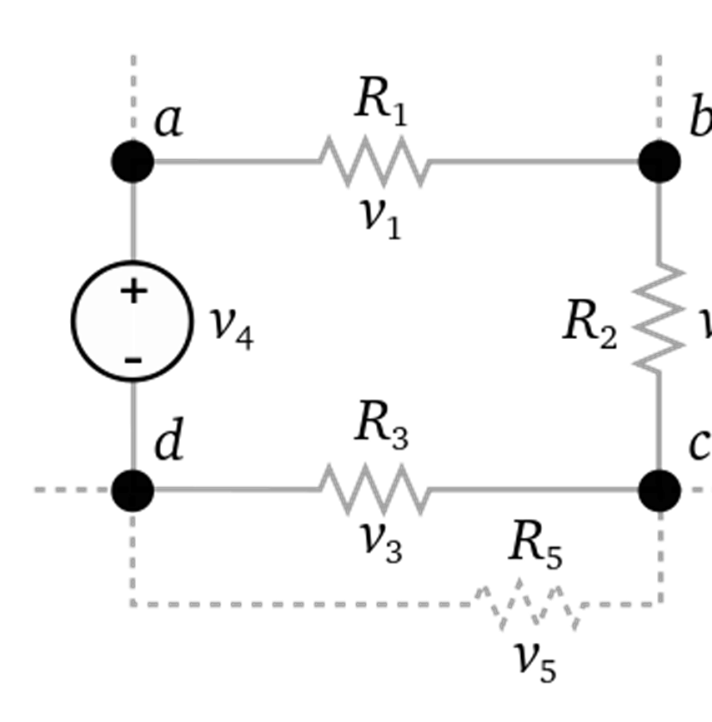 R₁
a
b
v₁
+
v₄
-
R₂
v
d
R₃
c
v₃
R₅
v₅